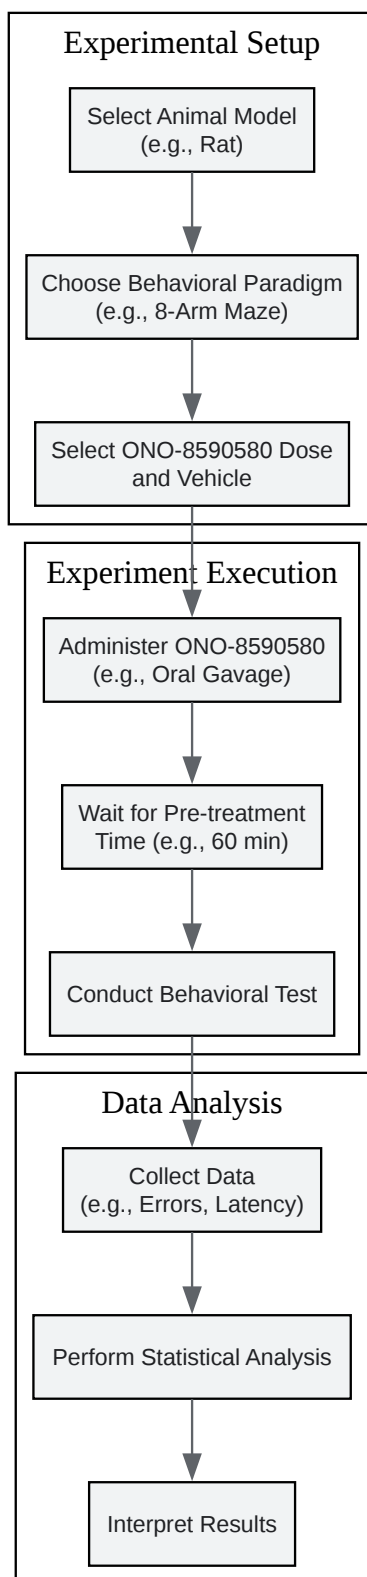 Experimental Setup
Select Animal Model
(e.g., Rat)
Choose Behavioral Paradigm
(e.g., 8-Arm Maze)
Select ONO-8590580 Dose
and Vehicle
Experiment Execution
Administer ONO-8590580
(e.g., Oral Gavage)
Wait for Pre-treatment
Time (e.g., 60 min)
Conduct Behavioral Test
Data Analysis
Collect Data
(e.g., Errors, Latency)
Perform Statistical Analysis
Interpret Results